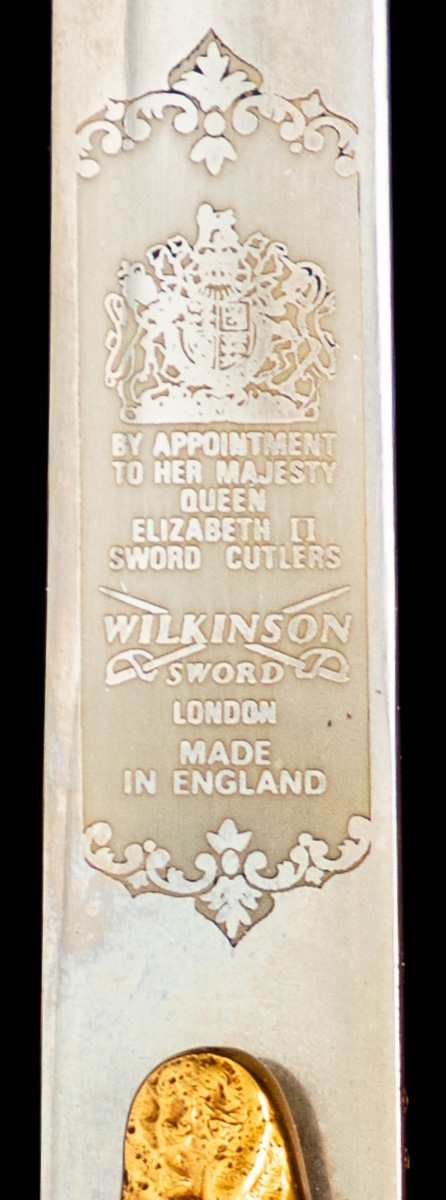 BY APPOINTMENT
TO HER MAJESTY
QUEEN
ELIZABETH II
SWORD CUTLERS
WILKINSON
SWORD
LONDON
MADE
IN ENGLAND